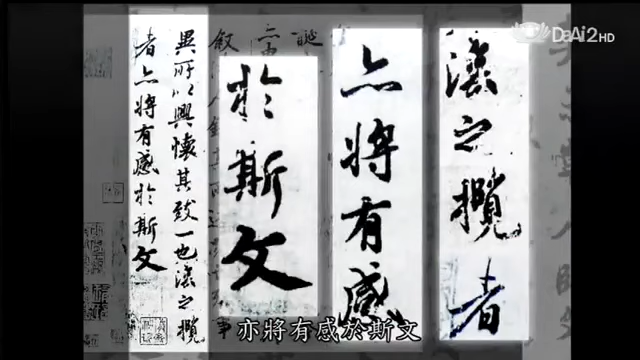 DaAi2HD
後之攬者
亦將有感
於斯文
異所以興懷其致一也後之攬
者亦將有感於斯文
亦將有感於斯文